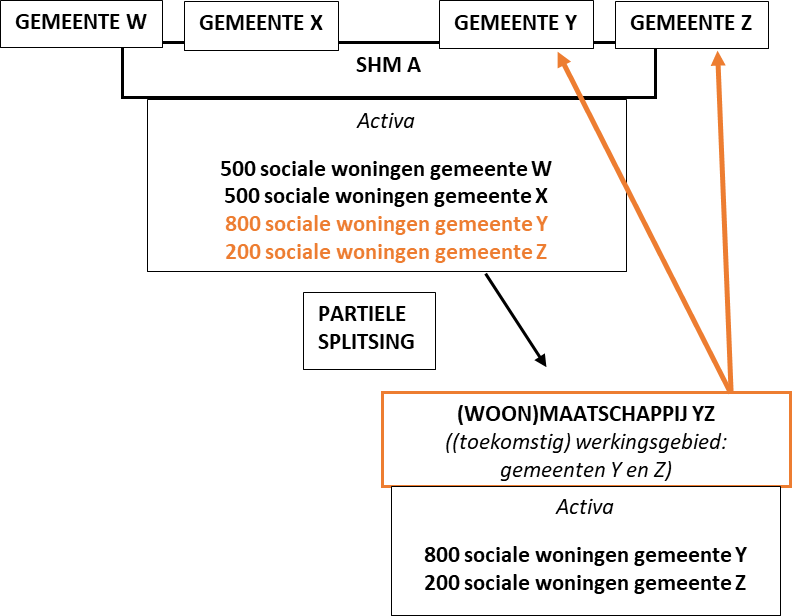 GEMEENTE W
GEMEENTE X
GEMEENTE Y
GEMEENTE Z
SHM A
Activa
500 sociale woningen gemeente W
500 sociale woningen gemeente X
800 sociale woningen gemeente Y
200 sociale woningen gemeente Z
PARTIELE
SPLITSING
(WOON)MAATSCHAPPIJ YZ
((toekomstig) werkingsgebied:
gemeenten Y en Z)
Activa
800 sociale woningen gemeente Y
200 sociale woningen gemeente Z